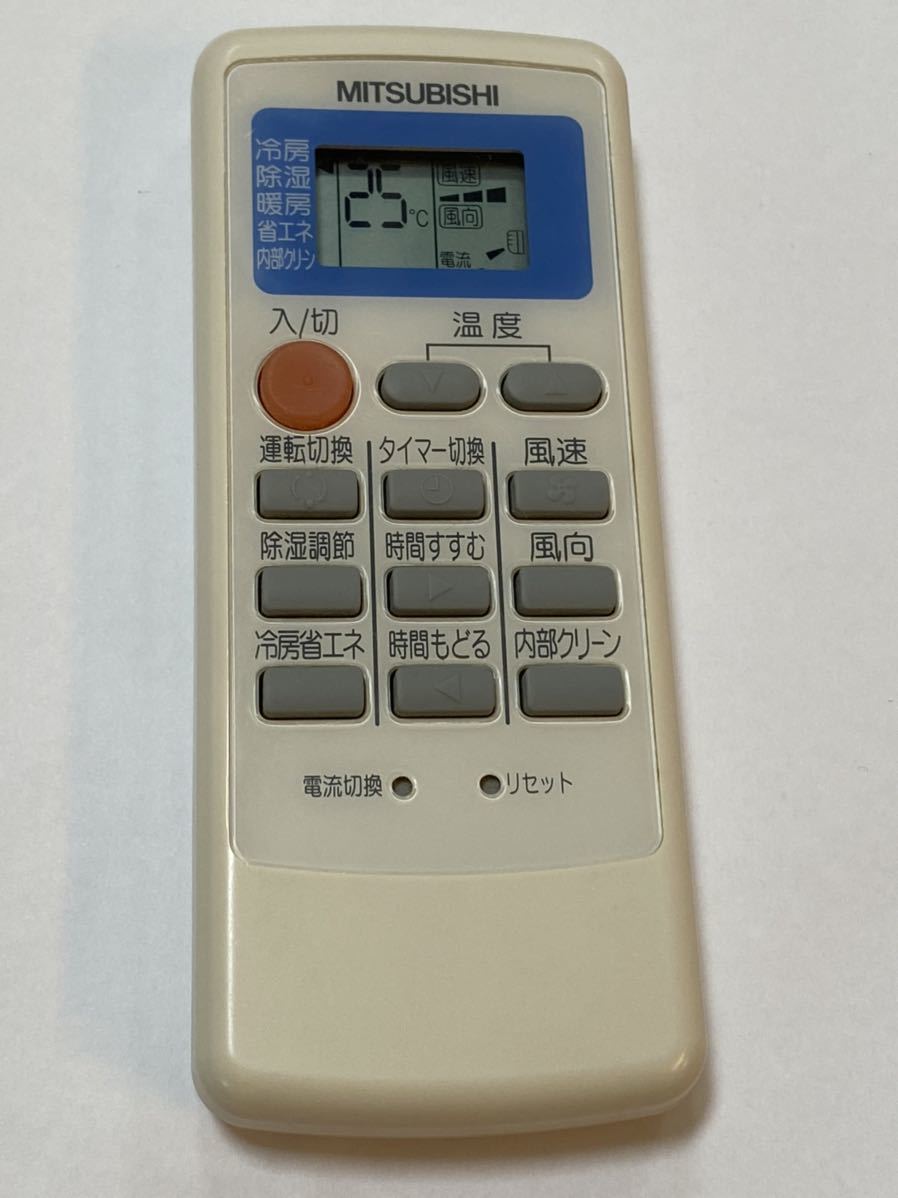 MITSUBISHI
冷房
除湿
暖房
省エネ
内部クリン
25℃
風速
風向
電流
入/切
温度
運転切換
タイマー切換
風速
除湿調節
時間すすむ
風向
冷房省エネ
時間もどる
内部クリーン
電流切換
リセット